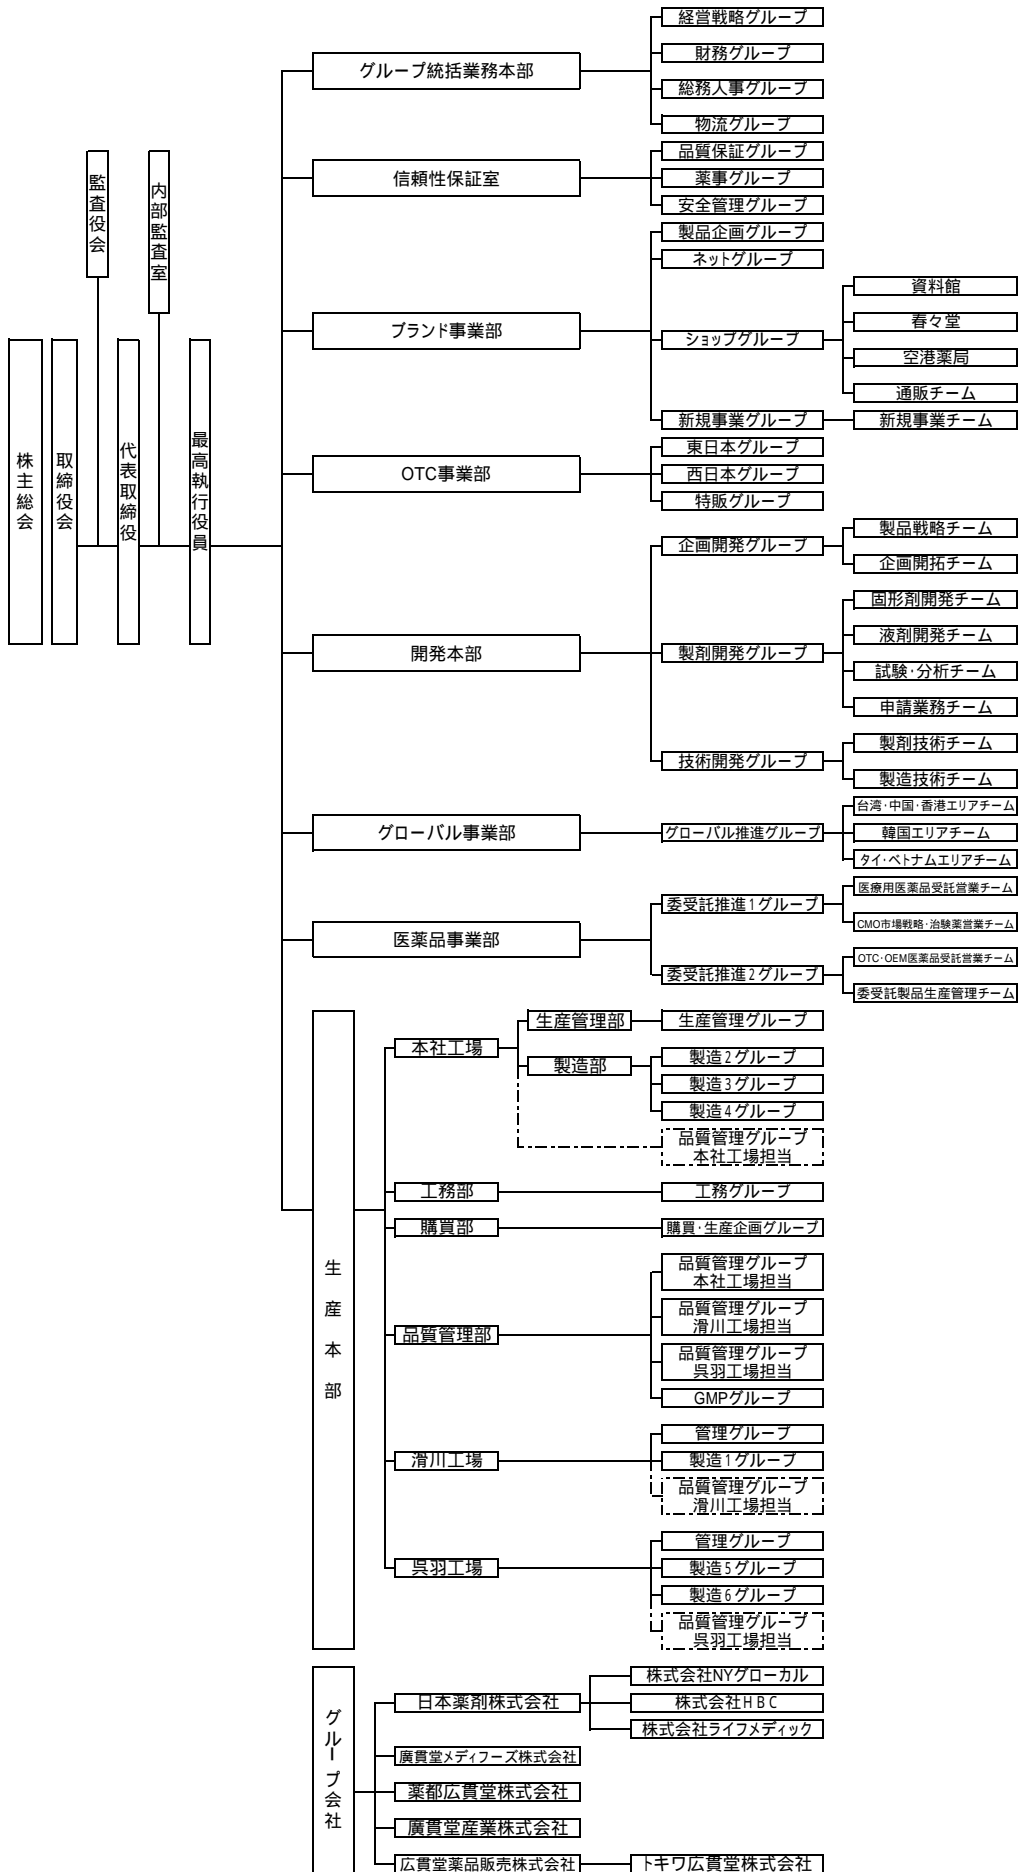 株主総会
取締役会
監査役会
代表取締役
内部監査室
最高執行役員
グループ統括業務本部
経営戦略グループ
財務グループ
総務人事グループ
物流グループ
信頼性保証室
品質保証グループ
薬事グループ
安全管理グループ
ブランド事業部
製品企画グループ
ネットグループ
ショップグループ
資料館
春々堂
空港薬局
通販チーム
新規事業グループ
新規事業チーム
OTC事業部
東日本グループ
西日本グループ
特販グループ
開発本部
企画開発グループ
製品戦略チーム
企画開拓チーム
製剤開発グループ
固形剤開発チーム
液剤開発チーム
試験・分析チーム
申請業務チーム
技術開発グループ
製剤技術チーム
製造技術チーム
グローバル事業部
グローバル推進グループ
台湾・中国・香港エリアチーム
韓国エリアチーム
タイ・ベトナムエリアチーム
医薬品事業部
委受託推進1グループ
医療用医薬品受託営業チーム
CMO市場戦略・治験薬営業チーム
委受託推進2グループ
OTC・OEM医薬品受託営業チーム
委受託製品生産管理チーム
生産本部
本社工場
生産管理部
生産管理グループ
製造部
製造2グループ
製造3グループ
製造4グループ
品質管理グループ
本社工場担当
工務部
工務グループ
購買部
購買・生産企画グループ
品質管理部
品質管理グループ
本社工場担当
品質管理グループ
滑川工場担当
品質管理グループ
呉羽工場担当
GMPグループ
滑川工場
管理グループ
製造1グループ
品質管理グループ
滑川工場担当
呉羽工場
管理グループ
製造5グループ
製造6グループ
品質管理グループ
呉羽工場担当
グループ会社
日本薬剤株式会社
株式会社NYグローカル
株式会社HBC
株式会社ライフメディック
廣貫堂メディフーズ株式会社
薬都広貫堂株式会社
廣貫堂産業株式会社
広貫堂薬品販売株式会社
トキワ広貫堂株式会社